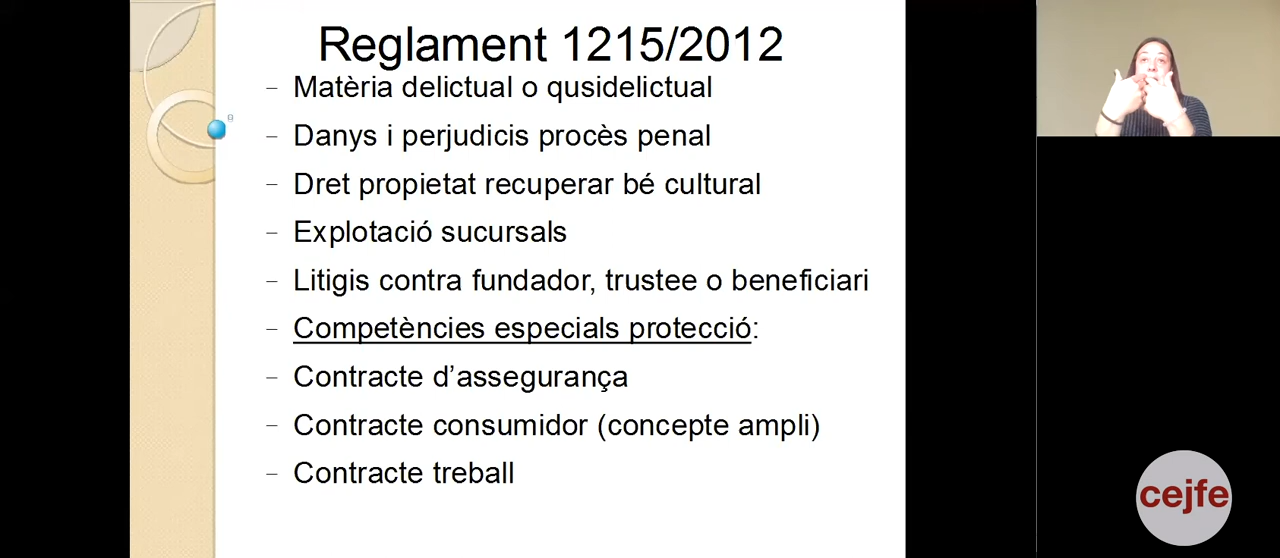 Reglament 1215/2012
– Matèria delictual o qusidelictual
– Danys i perjudicis procès penal
– Dret propietat recuperar bé cultural
– Explotació sucursals
– Litigis contra fundador, trustee o beneficiari
– Competències especials protecció:
– Contracte d’assegurança
– Contracte consumidor (concepte ampli)
– Contracte treball
9
cejfe